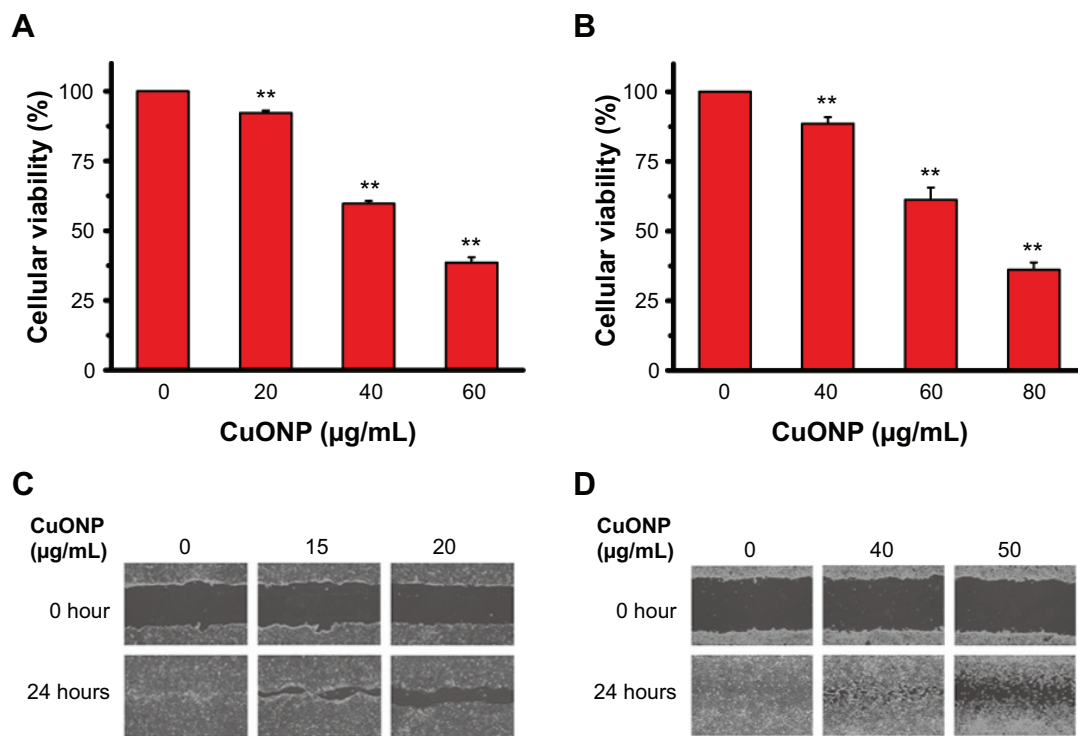 A
Cellular viability (%)
100
75
50
25
0
**
**
**
0 20 40 60
CuONP (µg/mL)
B
Cellular viability (%)
100
75
50
25
0
**
**
**
0 40 60 80
CuONP (µg/mL)
C
CuONP
(µg/mL)
0 15 20
0 hour
24 hours
D
CuONP
(µg/mL)
0 40 50
0 hour
24 hours